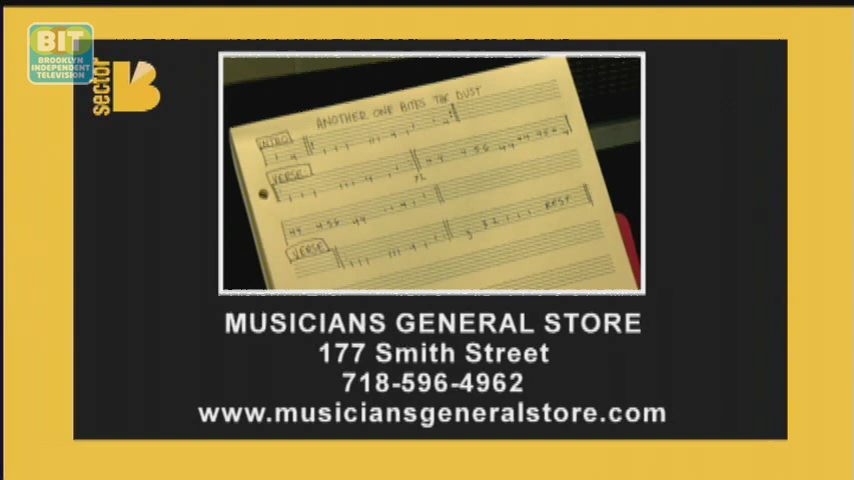 BIT
BROOKLYN
INDEPENDENT
TELEVISION
sector B
ANOTHER ONE BITES THE DUST
INTRO
VERSE
VERSE
REST
MUSICIANS GENERAL STORE
177 Smith Street
718-596-4962
www.musiciansgeneralstore.com